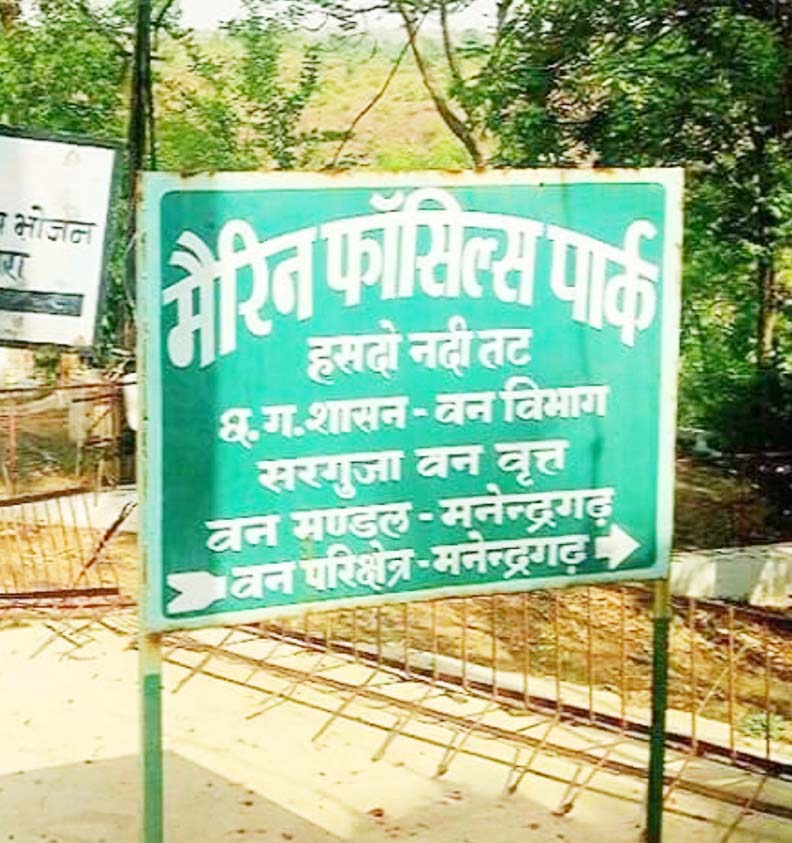 भोजन
मैरिन फॉसिल्स पार्क
हसदो नदी तट
छ.ग.शासन - वन विभाग
सरगुजा वन वृत्त
वन मण्डल - मनेन्द्रगढ़
वन परिक्षेत्र - मनेन्द्रगढ़